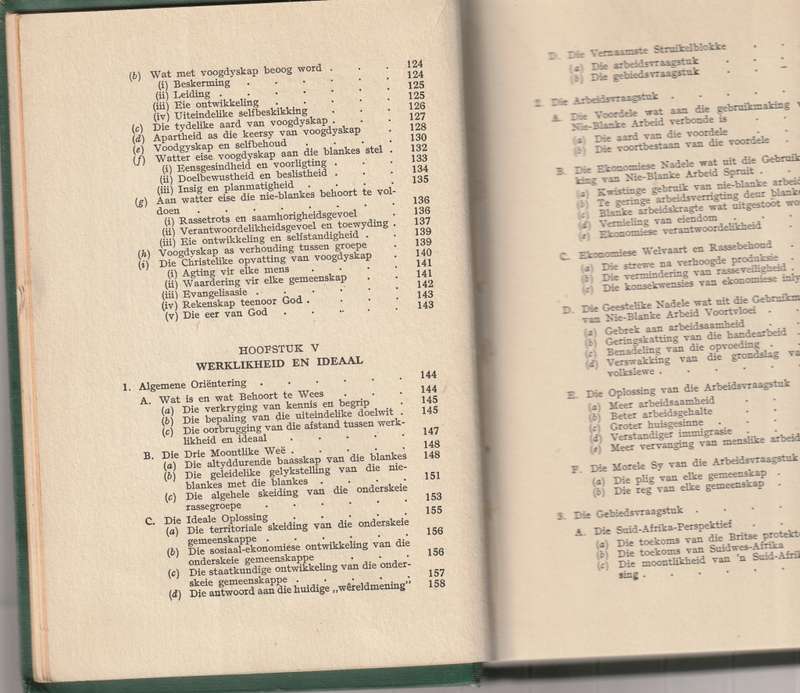 (b) Wat met voogdyskap beoog word . . . 124
(i) Beskerming . . . . . 124
(ii) Leiding . . . . . . 125
(iii) Eie ontwikkeling . . . . 125
(iv) Uiteindelike selfbeskikking . . 126
(c) Die tydelike aard van voogdyskap . . . 127
(d) Apartheid as die keersy van voogdyskap . 128
(e) Voodgyskap en selfbehoud . . . . 130
(f) Watter eise voogdyskap aan die blankes stel . 132
(i) Eensgesindheid en voorligting . . . 133
(ii) Doelbewustheid en beslistheid . . . 134
(iii) Insig en planmatigheid . . . . 135
(g) Aan watter eise die nie-blankes behoort te vol-
doen . . . . . . . 136
(i) Rassetrots en saamhorigheidsgevoel . 136
(ii) Verantwoordelikheidsgevoel en toewyding . 137
(iii) Eie ontwikkeling en selfstandigheid . . 139
(h) Voogdyskap as verhouding tussen groepe . 139
(i) Die Christelike opvatting van voogdyskap . 140
(i) Agting vir elke mens . . . . 141
(ii) Waardering vir elke gemeenskap . . 141
(iii) Evangelisasie . . . . . 142
(iv) Rekenskap teenoor God . . . . 143
(v) Die eer van God . . . . . 143
HOOFSTUK V
WERKLIKHEID EN IDEAAL
1. Algemene Oriëntering . . . . . . 144
A. Wat is en wat Behoort te Wees . . . . 144
(a) Die verkryging van kennis en begrip . . 145
(b) Die bepaling van die uiteindelike doelwit . 145
(c) Die oorbrugging van die afstand tussen werk-
likheid en ideaal . . . . . 147
B. Die Drie Moontlike Weë . . . . . 148
(a) Die altyddurende baasskap van die blankes 148
(b) Die geleidelike gelykstelling van die nie-
blankes met die blankes . . . . 151
(c) Die algehele skeiding van die onderskeie
rassegroepe . . . . . . 153
C. Die Ideale Oplossing . . . . . 155
(a) Die territoriale skeiding van die onderskeie
gemeenskappe . . . . . . 156
(b) Die sosiaal-ekonomiese ontwikkeling van die
onderskeie gemeenskappe . . . . 156
(c) Die staatkundige ontwikkeling van die onder-
skeie gemeenskappe . . . . . 157
(d) Die antwoord aan die huidige „wêreldmening” 158
D. Die Vernaamste Struikelblokke
(a) Die arbeidsvraagstuk
(b) Die gebiedsvraagstuk
2. Die Arbeidsvraagstuk
A. Die Voordele wat aan die gebruikmaking v
Nie-Blanke Arbeid verbonde is
(a) Die aard van die voordele
(b) Die voortbestaan van die voordele
B. Die Ekonomiese Nadele wat uit die Gebruik
king van Nie-Blanke Arbeid Spruit
(a) Kwistinge gebruik van nie-blanke arbeid
(b) Te geringe arbeidsverrigting deur blanke
(c) Blanke arbeidskragte wat uitgestoot wo
(d) Vernieling van eiendom
(e) Ekonomiese verantwoordelikheid
C. Ekonomiese Welvaart en Rassebehoud
(a) Die strewe na verhoogde produksie
(b) Die vermindering van rasseveiligheid
(c) Die konsekwensies van ekonomiese inly
D. Die Geestelike Nadele wat uit die Gebruikm
van Nie-Blanke Arbeid Voortvloei
(a) Gebrek aan arbeidsaamheid
(b) Geringskatting van die handearbeid
(c) Benadeling van die opvoeding
(d) Verswakking van die grondslag va
volkslewe
E. Die Oplossing van die Arbeidsvraagstuk
(a) Meer arbeidsaamheid
(b) Beter arbeidsgehalte
(c) Groter huisgesinne
(d) Verstandiger immigrasie
(e) Meer vervanging van menslike arbeid
F. Die Morele Sy van die Arbeidsvraagstuk
(a) Die plig van elke gemeenskap
(b) Die reg van elke gemeenskap
3. Die Gebiedsvraagstuk
A. Die Suid-Afrika-Perspektief
(a) Die toekoms van die Britse protekto
(b) Die toekoms van Suidwes-Afrika
(c) Die moontlikheid van 'n Suid-Afrik
sing